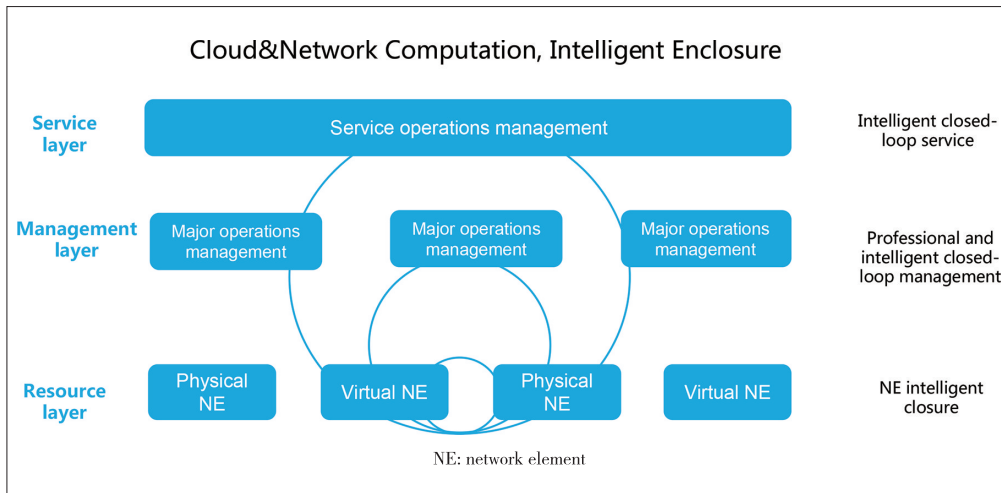 Cloud&Network Computation, Intelligent Enclosure
Service
layer
Service operations management
Intelligent closed-
loop service
Management
layer
Major operations
management
Major operations
management
Major operations
management
Professional and
intelligent closed-
loop management
Resource
layer
Physical
NE
Virtual NE
Physical
NE
Virtual NE
NE intelligent
closure
NE: network element